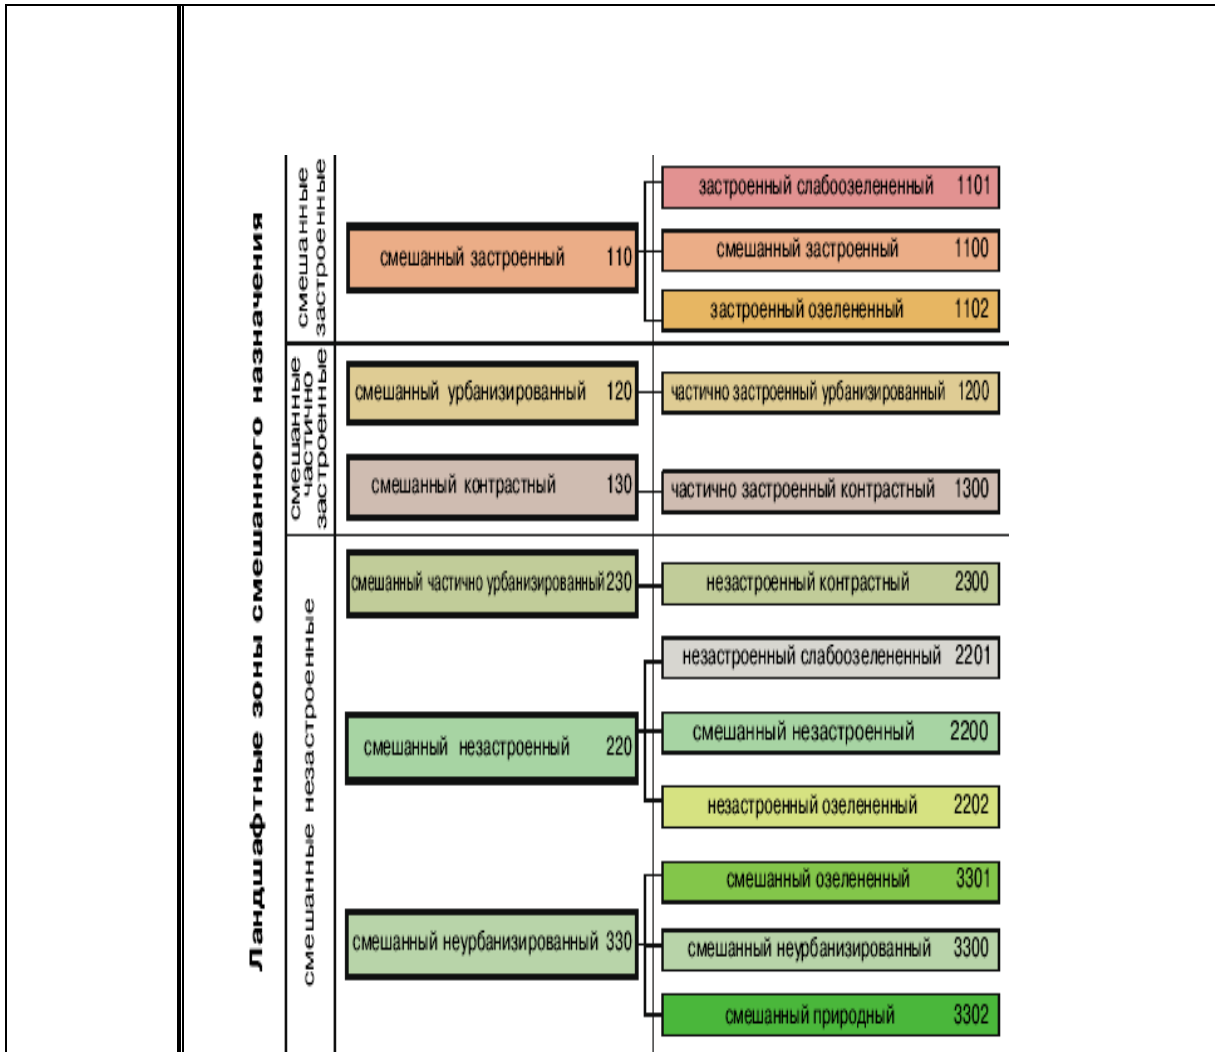 Ландшафтные зоны смешанного назначения
смешанные
застроенные
смешанный застроенный 110
застроенный слабоозелененный 1101
смешанный застроенный 1100
застроенный озелененный 1102
смешанные
частично
застроенные
смешанный урбанизированный 120
частично застроенный урбанизированный 1200
смешанный контрастный 130
частично застроенный контрастный 1300
смешанные незастроенные
смешанный частично урбанизированный 230
незастроенный контрастный 2300
смешанный незастроенный 220
незастроенный слабоозелененный 2201
смешанный незастроенный 2200
незастроенный озелененный 2202
смешанный неурбанизированный 330
смешанный озелененный 3301
смешанный неурбанизированный 3300
смешанный природный 3302